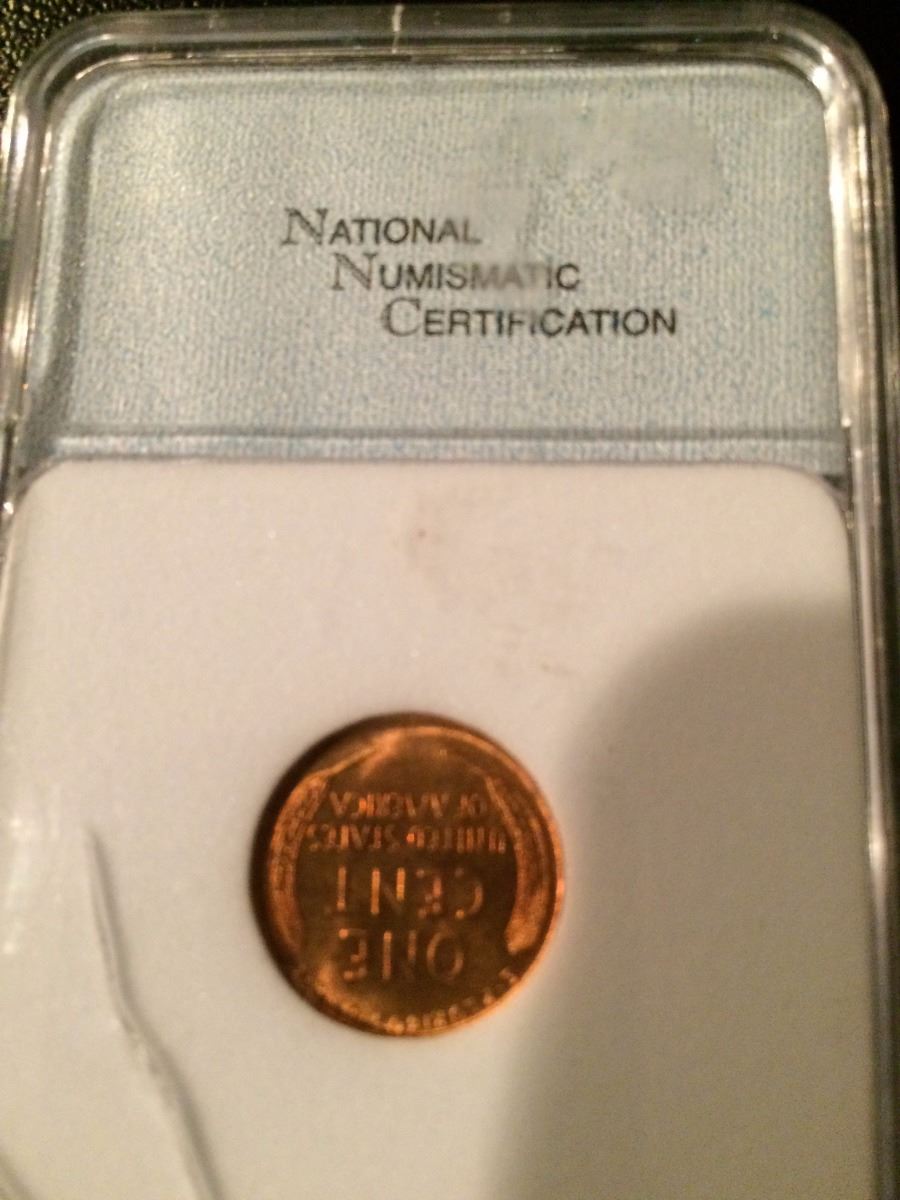 NATIONAL
NUMISMATIC
CERTIFICATION
ONE
CENT
UNITED STATES
OF AMERICA